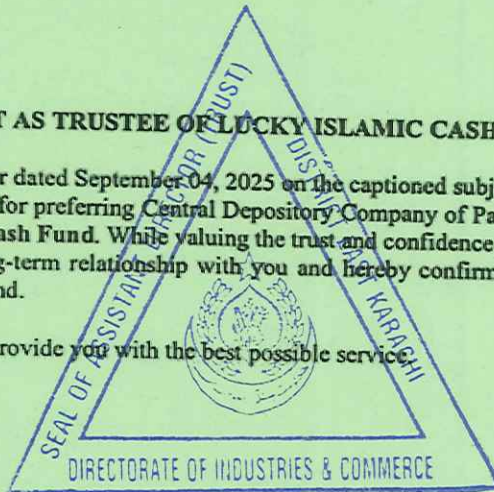 T AS TRUSTEE OF LUCKY ISLAMIC CASH
r dated September 04, 2025 on the captioned subj
for preferring Central Depository Company of Pa
ash Fund. While valuing the trust and confidence
g-term relationship with you and hereby confirm
nd.
rovide you with the best possible service.
SEAL OF ASSISTANT DIRECTOR (TRUST)
DISTRICT EAST KARACHI
DIRECTORATE OF INDUSTRIES & COMMERCE